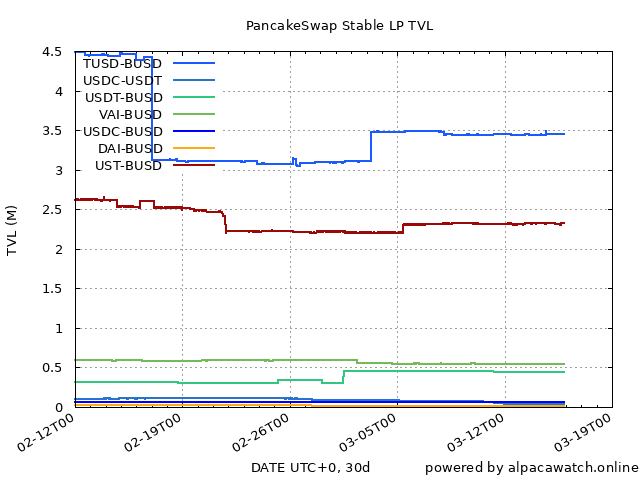 PancakeSwap Stable LP TVL
4.5
4
3.5
3
2.5
2
1.5
1
0.5
0
TVL (M)
TUSD-BUSD
USDC-USDT
USDT-BUSD
VAI-BUSD
USDC-BUSD
DAI-BUSD
UST-BUSD
02-12T00
02-19T00
02-26T00
03-05T00
03-12T00
03-19T00
DATE UTC+0, 30d
powered by alpacawatch.online